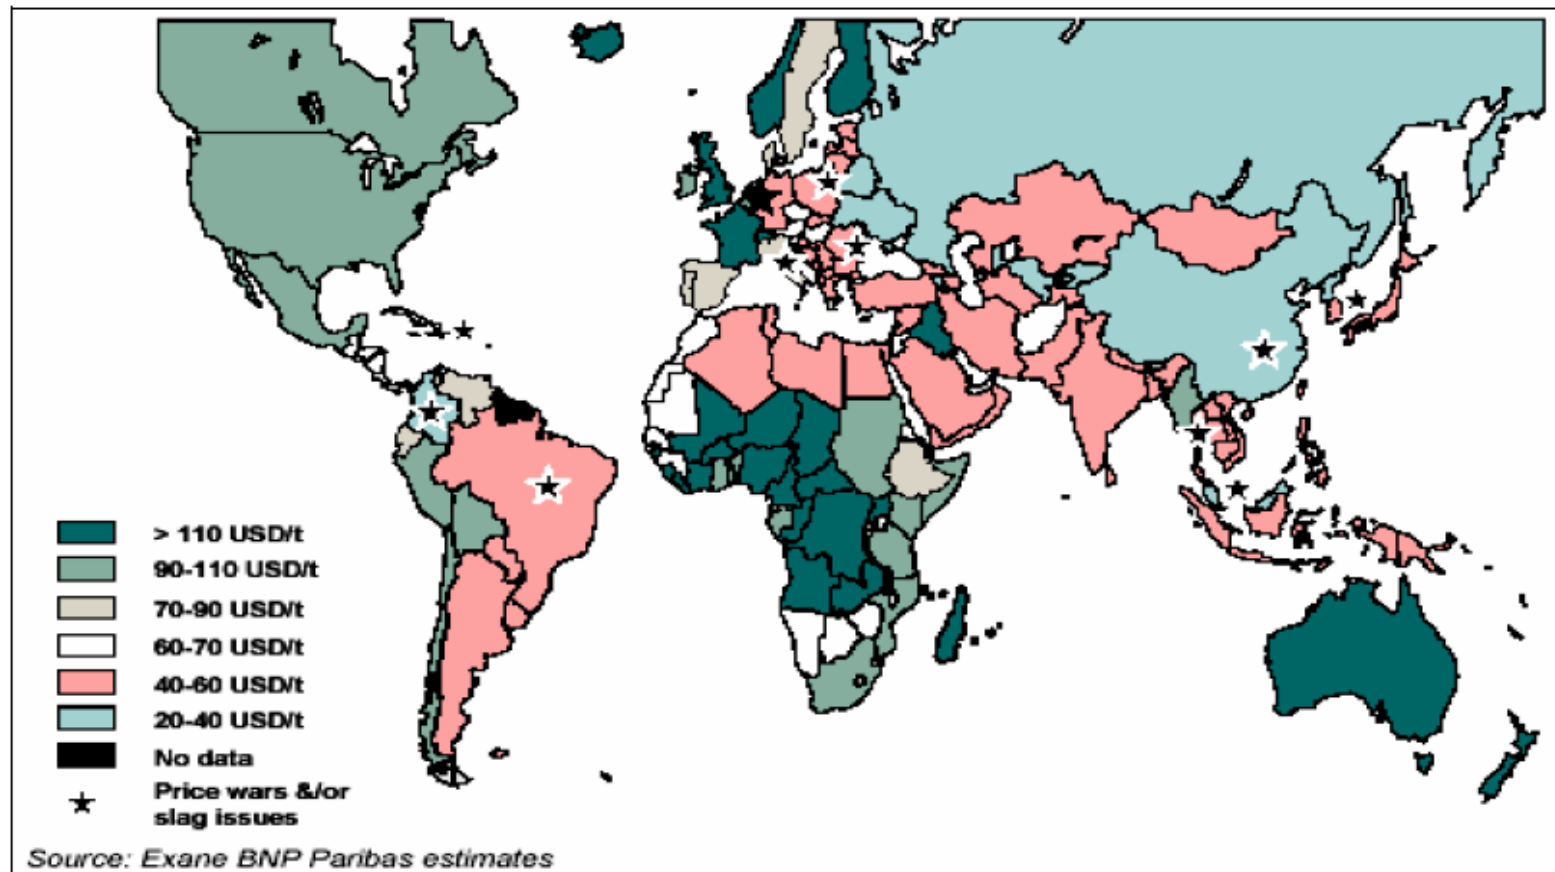 > 110 USD/t
90-110 USD/t
70-90 USD/t
60-70 USD/t
40-60 USD/t
20-40 USD/t
No data
Price wars &/or
slag issues
Source: Exane BNP Paribas estimates